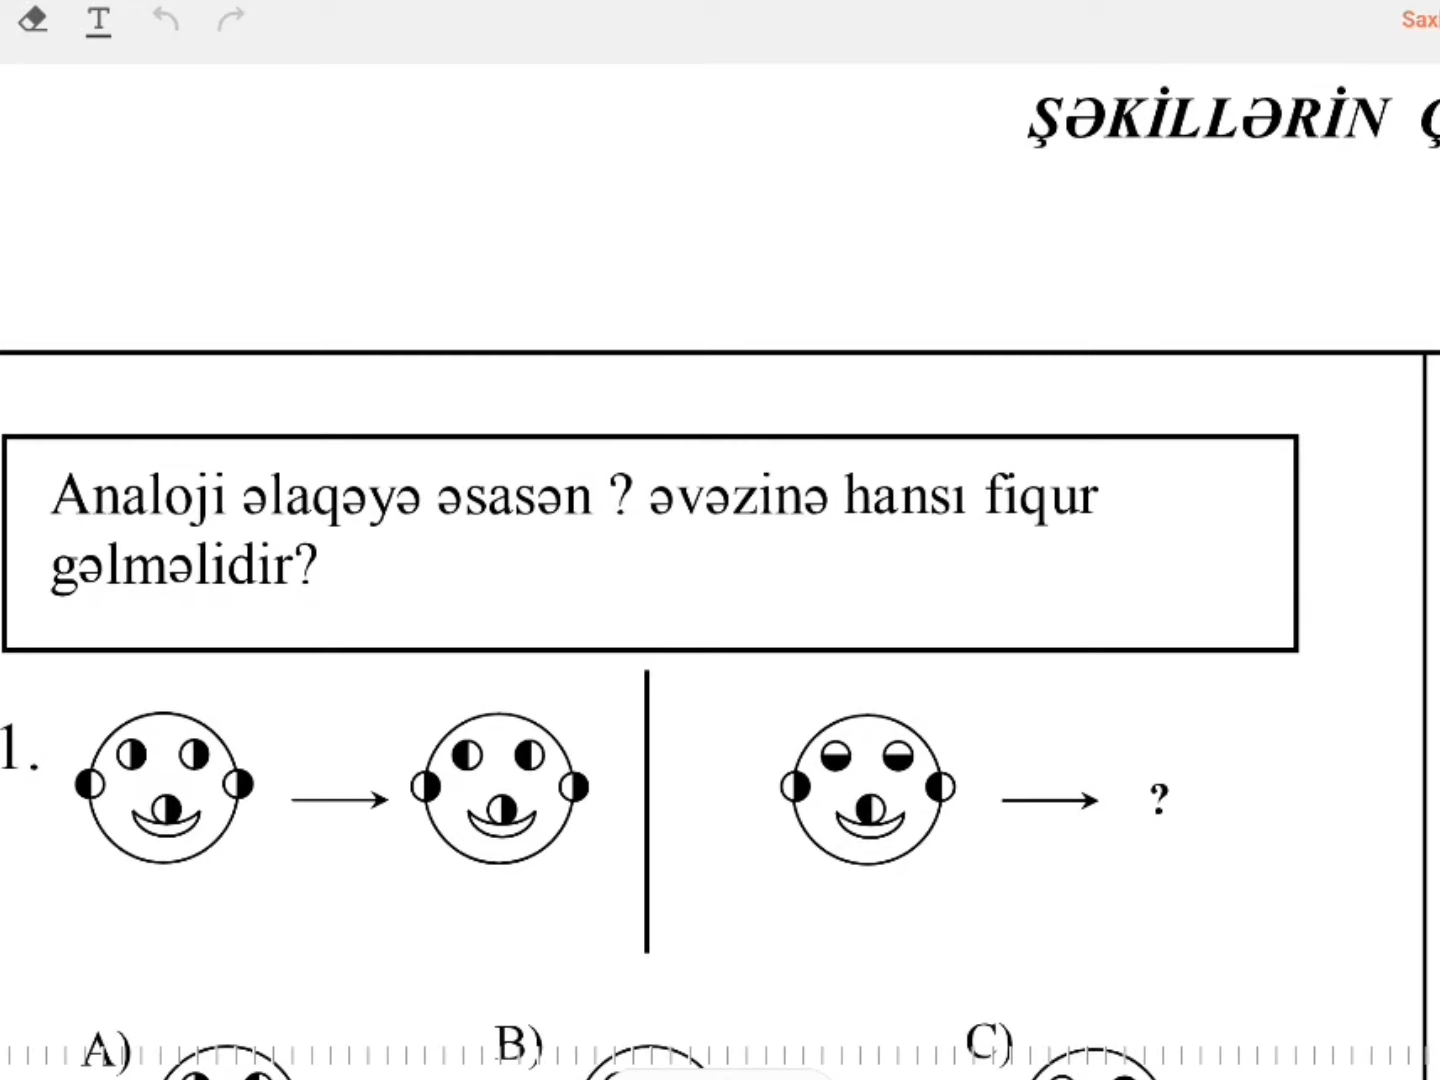 T
ŞƏKİLLƏRİN
Analoji əlaqəyə əsasən ? əvəzinə hansı fiqur
gəlməlidir?
1.
?
A) B) C)